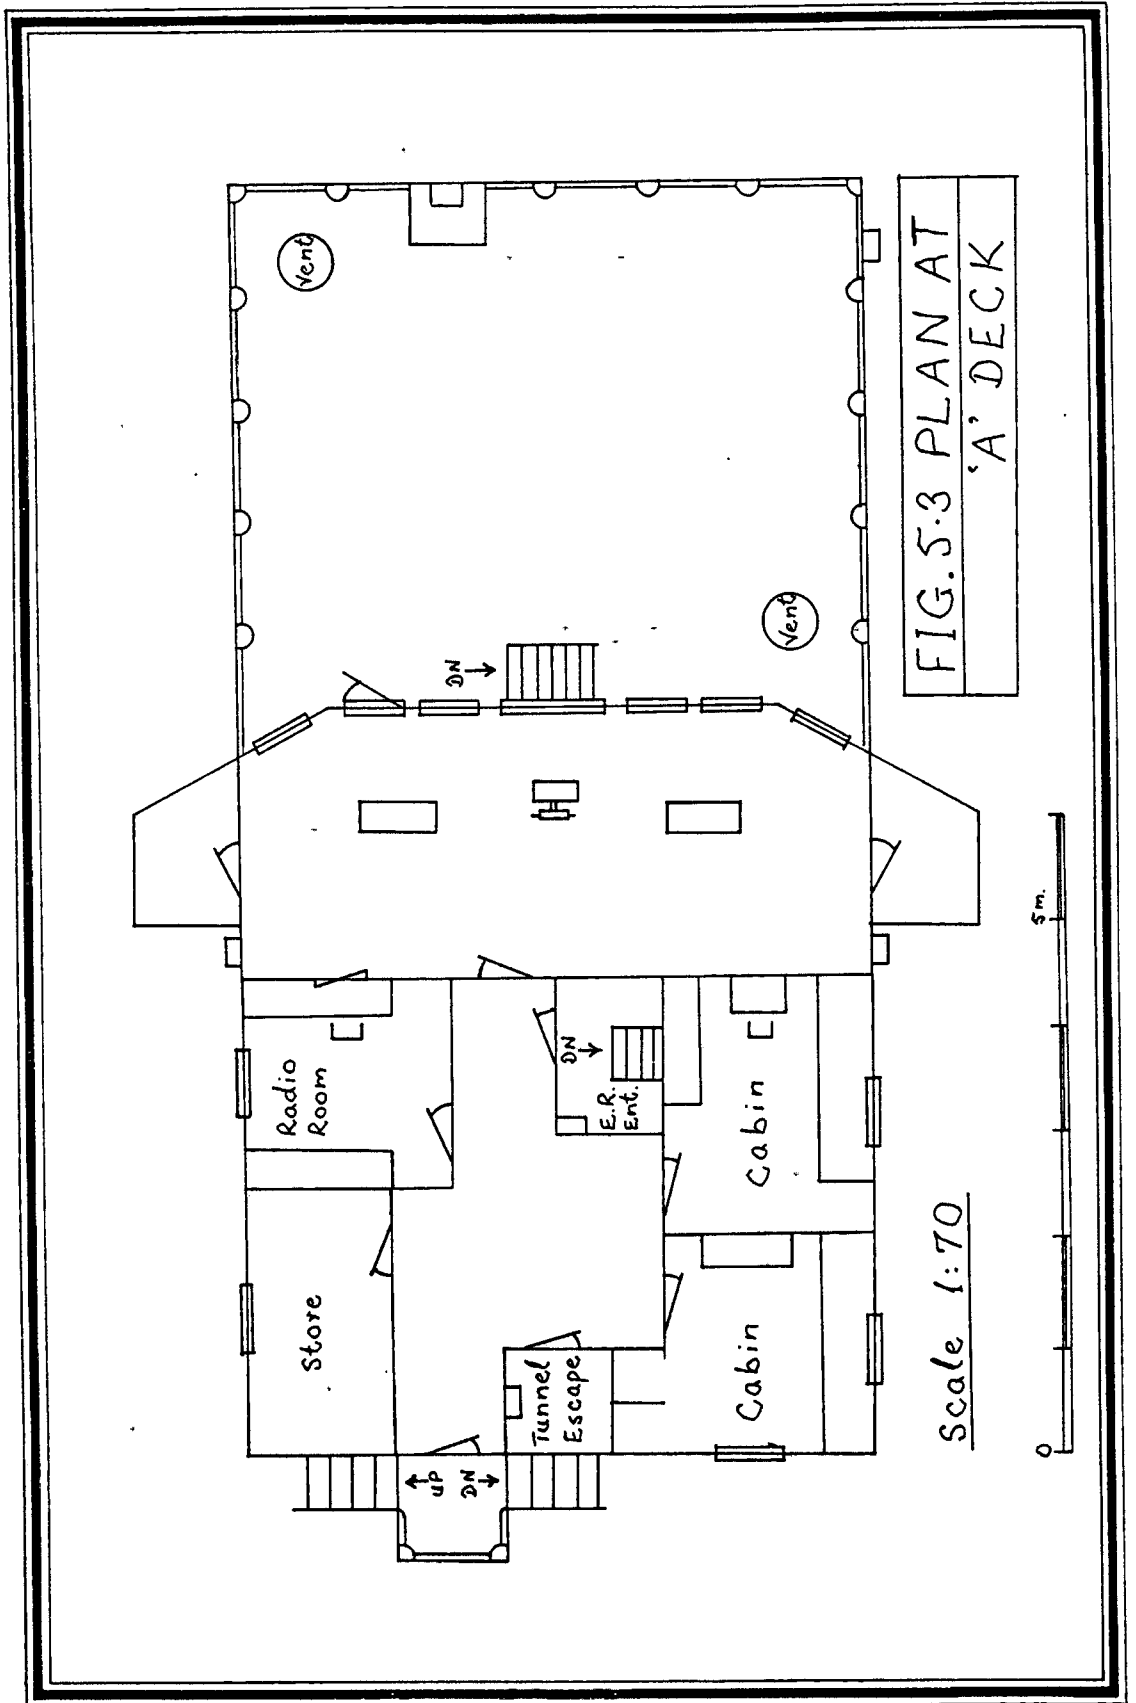 Vent
Vent
DN
Radio
Room
DN
E.R.
Ent.
Cabin
Store
Cabin
Tunnel
Escape
UP
DN
FIG. 5.3 PLAN AT
'A' DECK
Scale 1:70
0
5m.